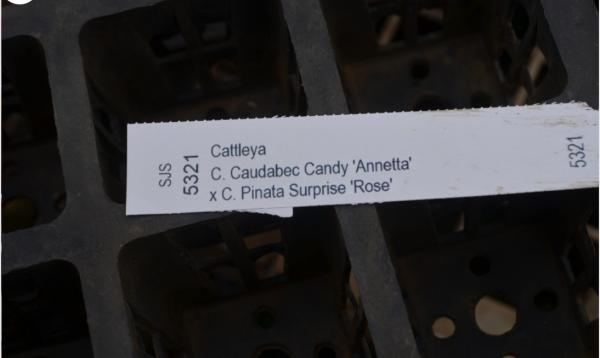 SJS
5321
Cattleya
C. Caudabec Candy 'Annetta'
x C. Pinata Surprise 'Rose'
5321